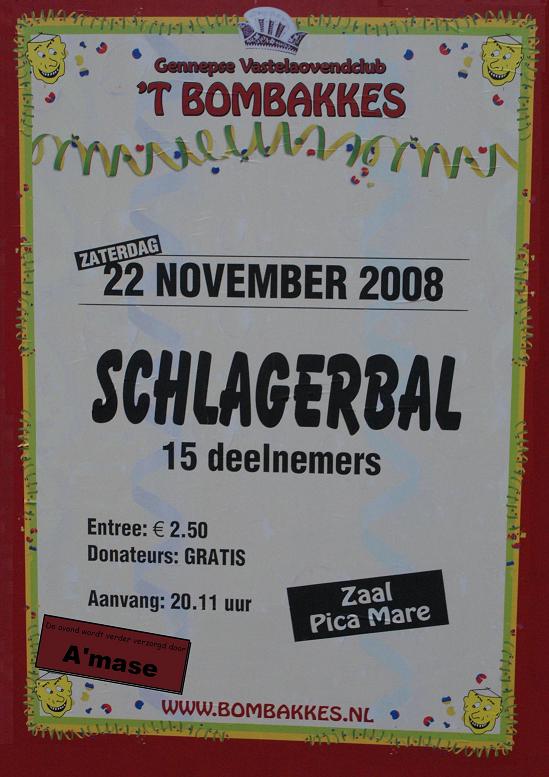 Gennepse Vastelaovendclub
'T BOMBAKKES
ZATERDAG
22 NOVEMBER 2008
SCHLAGERBAL
15 deelnemers
Entree: € 2.50
Donateurs: GRATIS
Aanvang: 20.11 uur
Zaal
Pica Mare
De avond wordt verder verzorgd door
A'mase
WWW.BOMBAKKES.NL